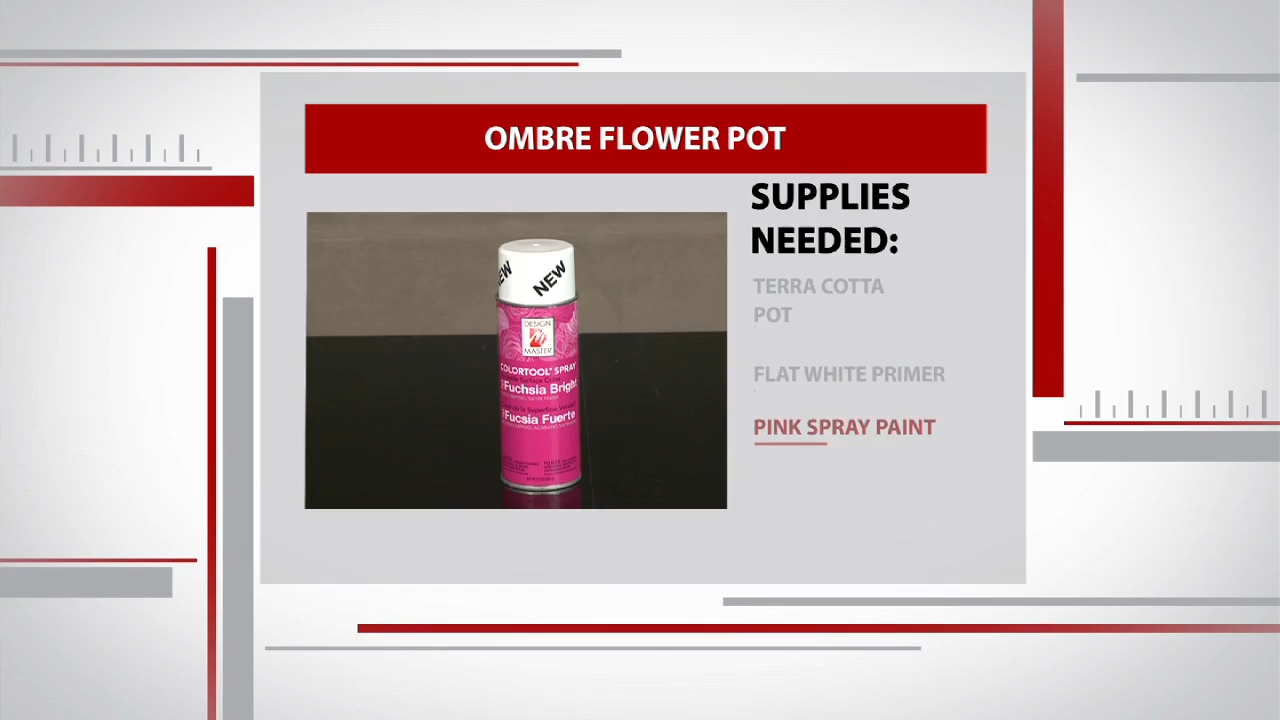 OMBRE FLOWER POT
SUPPLIES
NEEDED:
TERRA COTTA
POT
FLAT WHITE PRIMER
PINK SPRAY PAINT
NEW
DESIGN
MASTER
COLORTOOL® SPRAY
Fuchsia Bright
Fucsia Fuerte